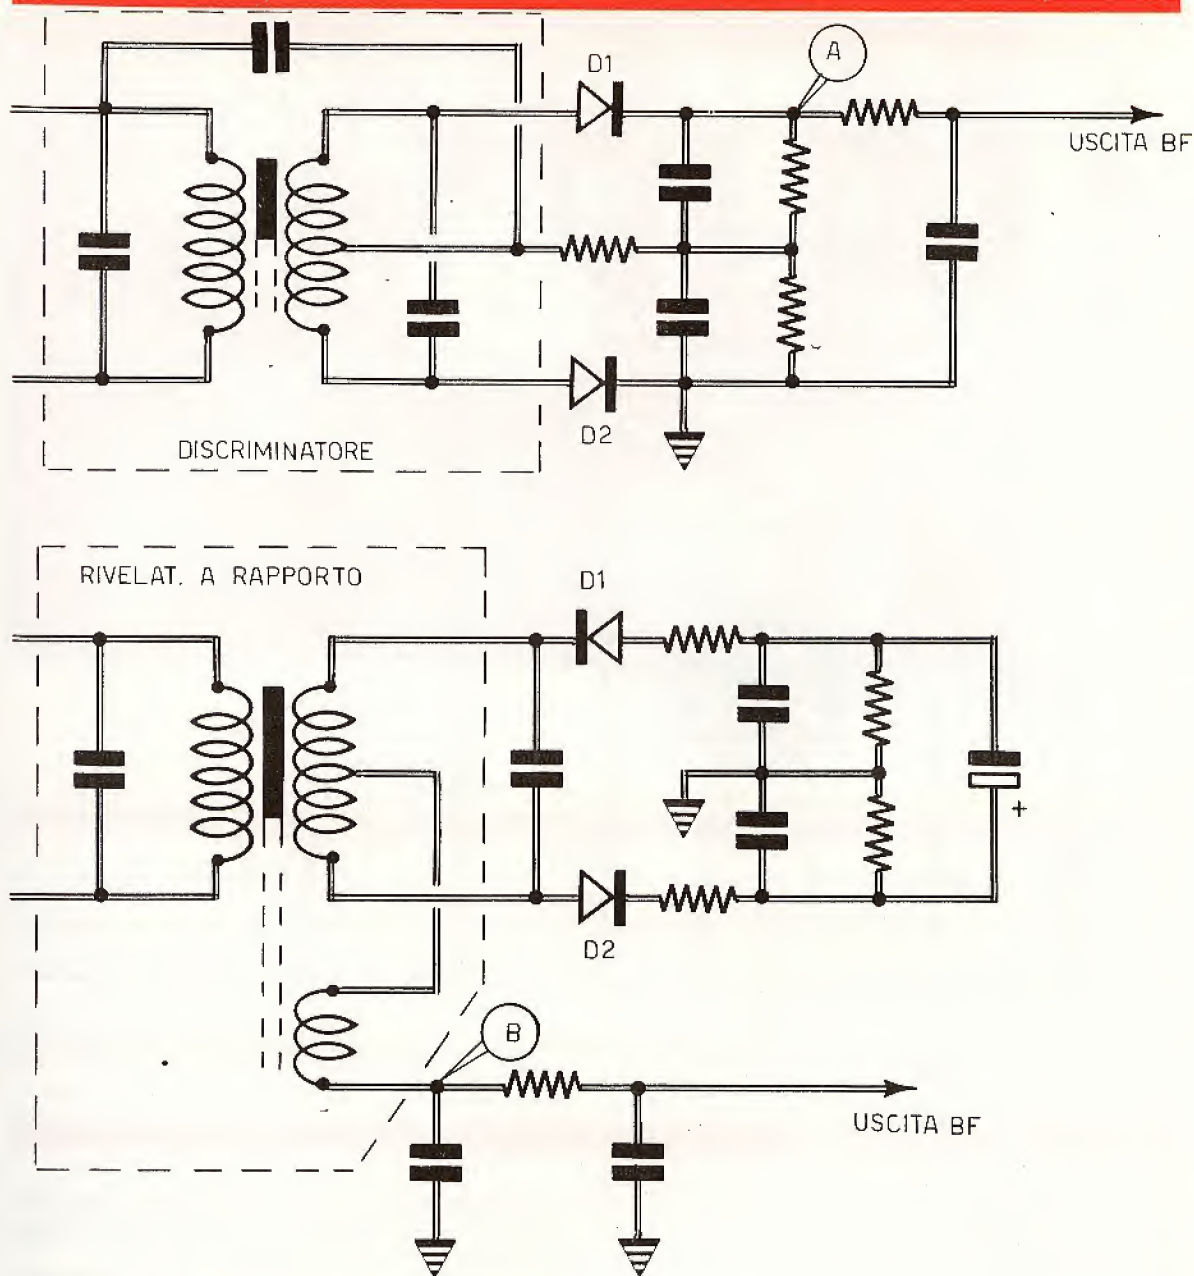 D1
A
USCITA BF
D2
DISCRIMINATORE
RIVELAT. A RAPPORTO
D1
+
D2
B
USCITA BF